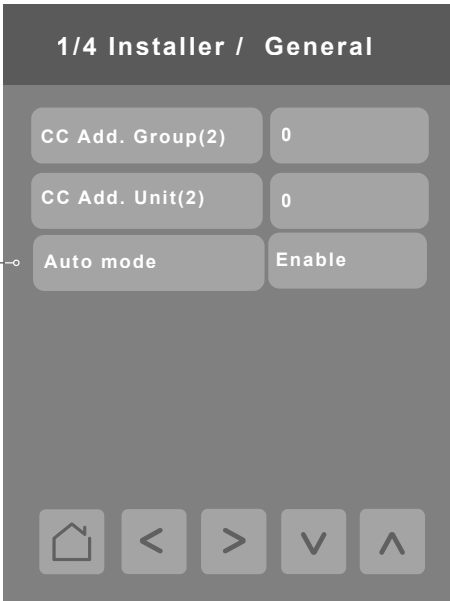 1/4 Installer / General
CC Add. Group(2) 0
CC Add. Unit(2) 0
Auto mode Enable
< > v ʌ